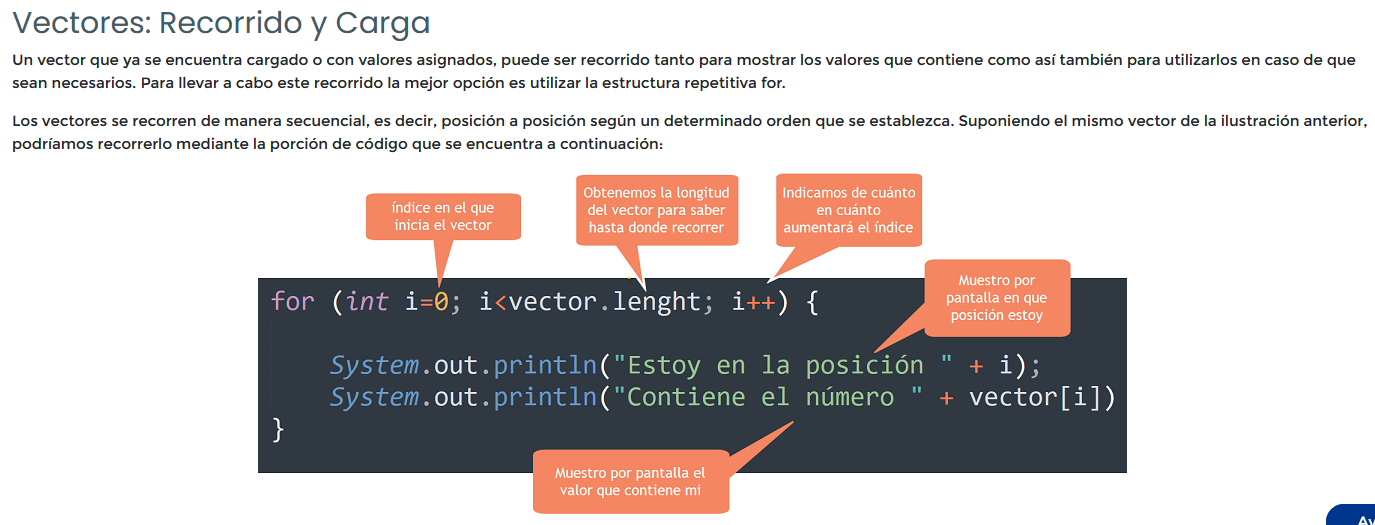 Vectores: Recorrido y Carga
Un vector que ya se encuentra cargado o con valores asignados, puede ser recorrido tanto para mostrar los valores que contiene como así también para utilizarlos en caso de que
sean necesarios. Para llevar a cabo este recorrido la mejor opción es utilizar la estructura repetitiva for.
Los vectores se recorren de manera secuencial, es decir, posición a posición según un determinado orden que se establezca. Suponiendo el mismo vector de la ilustración anterior,
podríamos recorrerlo mediante la porción de código que se encuentra a continuación:
índice en el que
inicia el vector
Obtenemos la longitud
del vector para saber
hasta donde recorrer
Indicamos de cuánto
en cuánto
aumentará el índice
Muestro por
pantalla en que
posición estoy
for (int i=0; i<vector.lenght; i++) {
System.out.println("Estoy en la posición " + i);
System.out.println("Contiene el número " + vector[i])
}
Muestro por pantalla el
valor que contiene mi